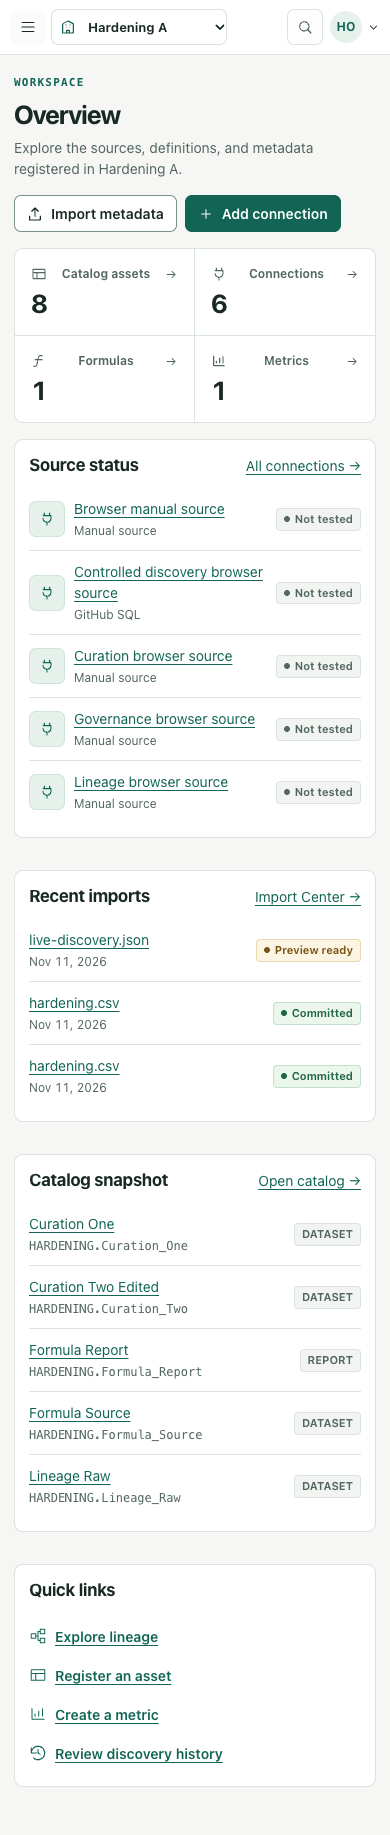 Hardening A
HO
WORKSPACE
Overview
Explore the sources, definitions, and metadata
registered in Hardening A.
Import metadata
Add connection
Catalog assets →
8
Connections →
6
Formulas →
1
Metrics →
1
Source status
All connections →
Browser manual source
Manual source
Not tested
Controlled discovery browser
source
GitHub SQL
Not tested
Curation browser source
Manual source
Not tested
Governance browser source
Manual source
Not tested
Lineage browser source
Manual source
Not tested
Recent imports
Import Center →
live-discovery.json
Nov 11, 2026
Preview ready
hardening.csv
Nov 11, 2026
Committed
hardening.csv
Nov 11, 2026
Committed
Catalog snapshot
Open catalog →
Curation One
HARDENING.Curation_One
DATASET
Curation Two Edited
HARDENING.Curation_Two
DATASET
Formula Report
HARDENING.Formula_Report
REPORT
Formula Source
HARDENING.Formula_Source
DATASET
Lineage Raw
HARDENING.Lineage_Raw
DATASET
Quick links
Explore lineage
Register an asset
Create a metric
Review discovery history